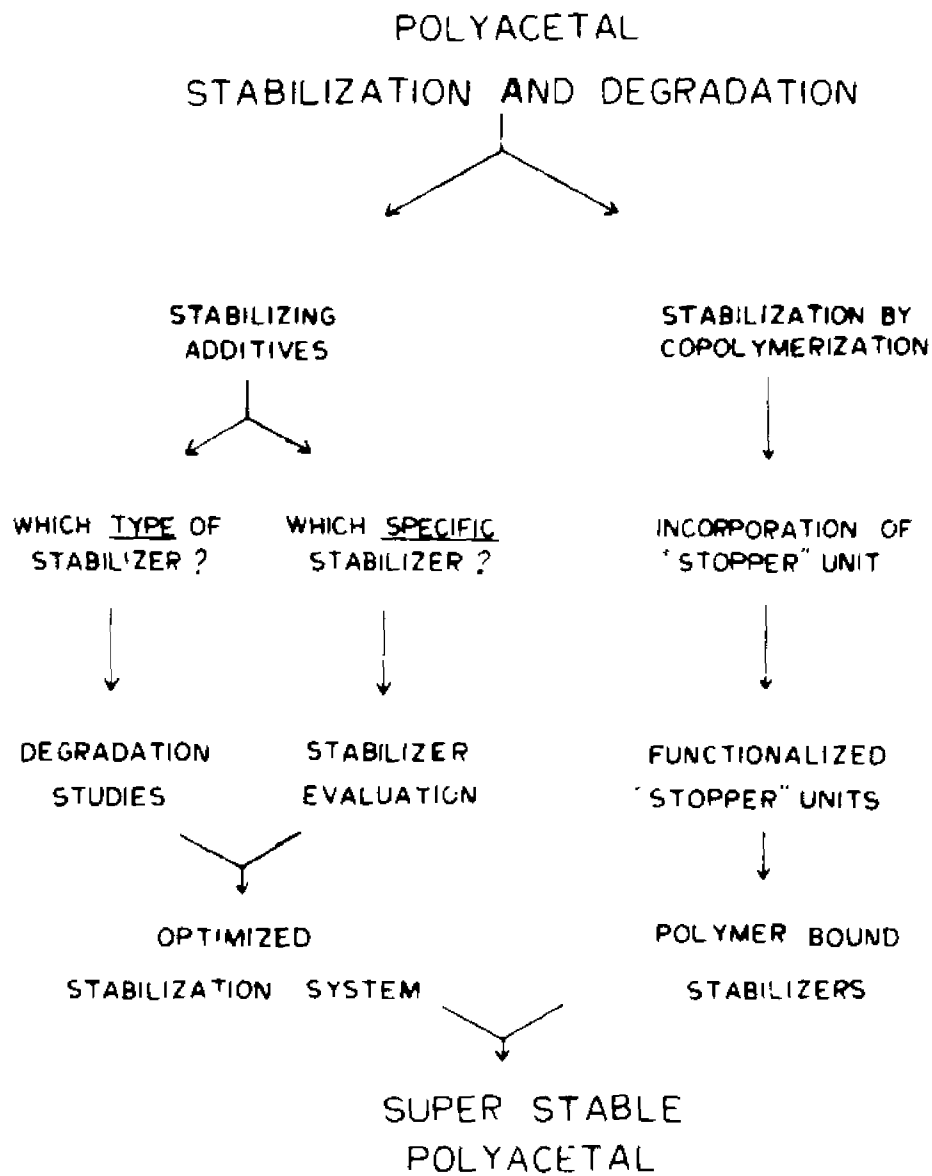 POLYACETAL
STABILIZATION AND DEGRADATION
STABILIZING
ADDITIVES
STABILIZATION BY
COPOLYMERIZATION
WHICH TYPE OF
STABILIZER ?
WHICH SPECIFIC
STABILIZER ?
INCORPORATION OF
"STOPPER" UNIT
DEGRADATION
STUDIES
STABILIZER
EVALUATION
FUNCTIONALIZED
"STOPPER" UNITS
OPTIMIZED
STABILIZATION SYSTEM
POLYMER BOUND
STABILIZERS
SUPER STABLE
POLYACETAL